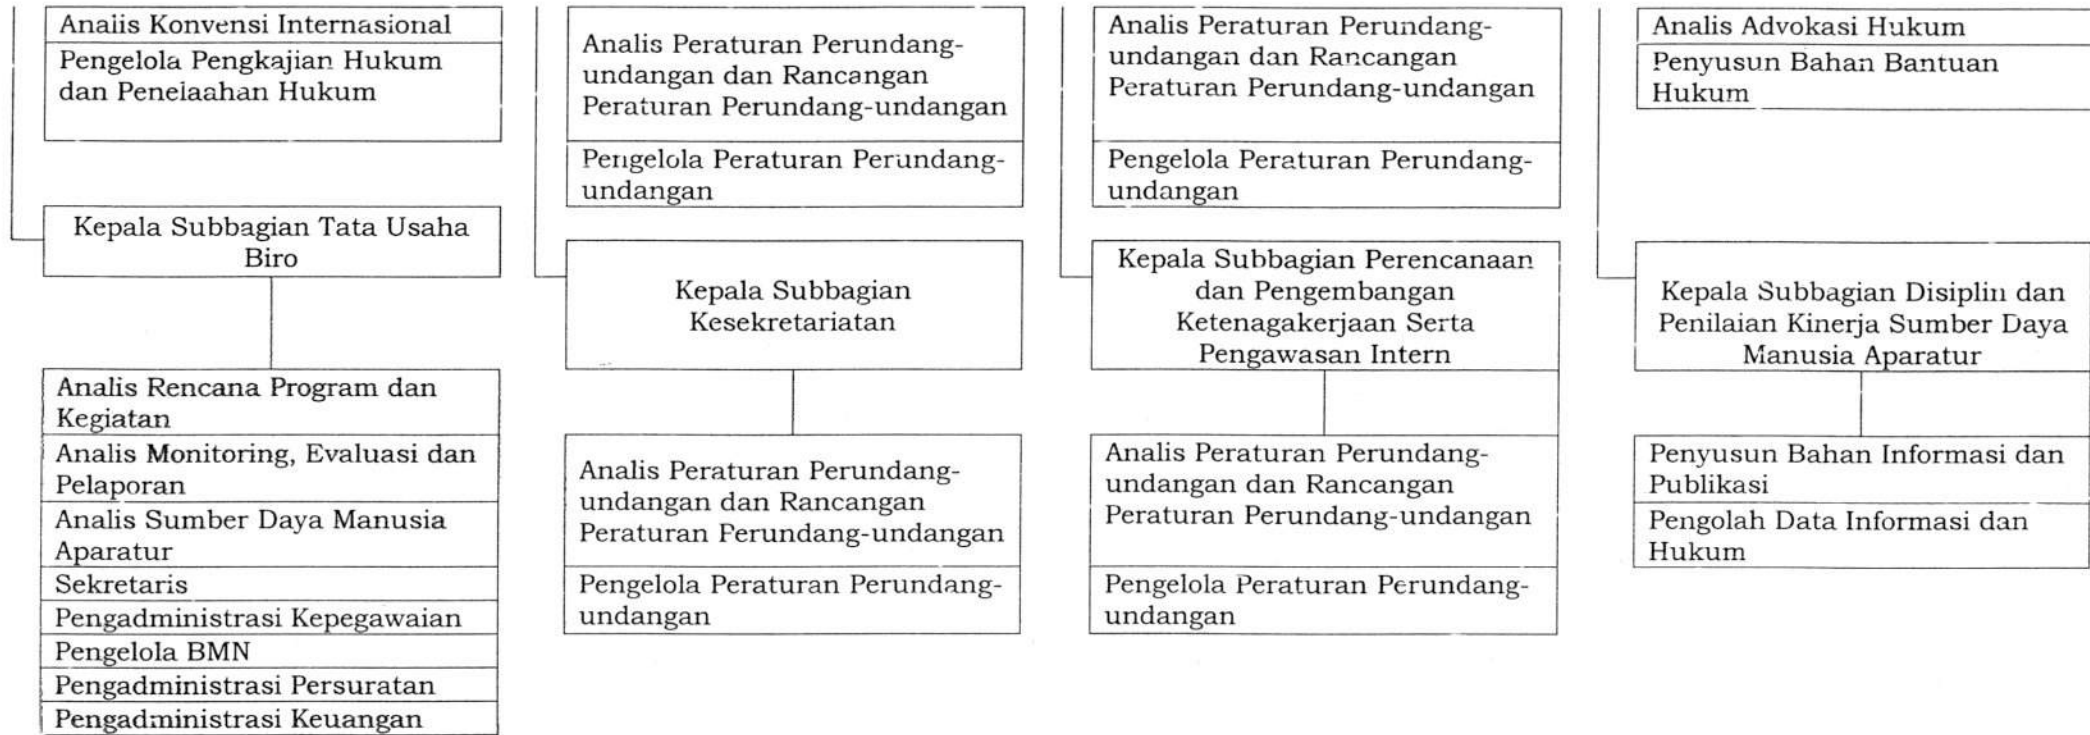 Analis Konvensi Internasional
Pengelola Pengkajian Hukum
dan Penelaahan Hukum
Kepala Subbagian Tata Usaha
Biro
Analis Rencana Program dan
Kegiatan
Analis Monitoring, Evaluasi dan
Pelaporan
Analis Sumber Daya Manusia
Aparatur
Sekretaris
Pengadministrasi Kepegawaian
Pengelola BMN
Pengadministrasi Persuratan
Pengadministrasi Keuangan
Analis Peraturan Perundang-
undangan dan Rancangan
Peraturan Perundang-undangan
Pengelola Peraturan Perundang-
undangan
Kepala Subbagian
Kesekretariatan
Analis Peraturan Perundang-
undangan dan Rancangan
Peraturan Perundang-undangan
Pengelola Peraturan Perundang-
undangan
Analis Peraturan Perundang-
undangan dan Rancangan
Peraturan Perundang-undangan
Pengelola Peraturan Perundang-
undangan
Kepala Subbagian Perencanaan
dan Pengembangan
Ketenagakerjaan Serta
Pengawasan Intern
Analis Peraturan Perundang-
undangan dan Rancangan
Peraturan Perundang-undangan
Pengelola Peraturan Perundang-
undangan
Analis Advokasi Hukum
Penyusun Bahan Bantuan
Hukum
Kepala Subbagian Disiplin dan
Penilaian Kinerja Sumber Daya
Manusia Aparatur
Penyusun Bahan Informasi dan
Publikasi
Pengolah Data Informasi dan
Hukum